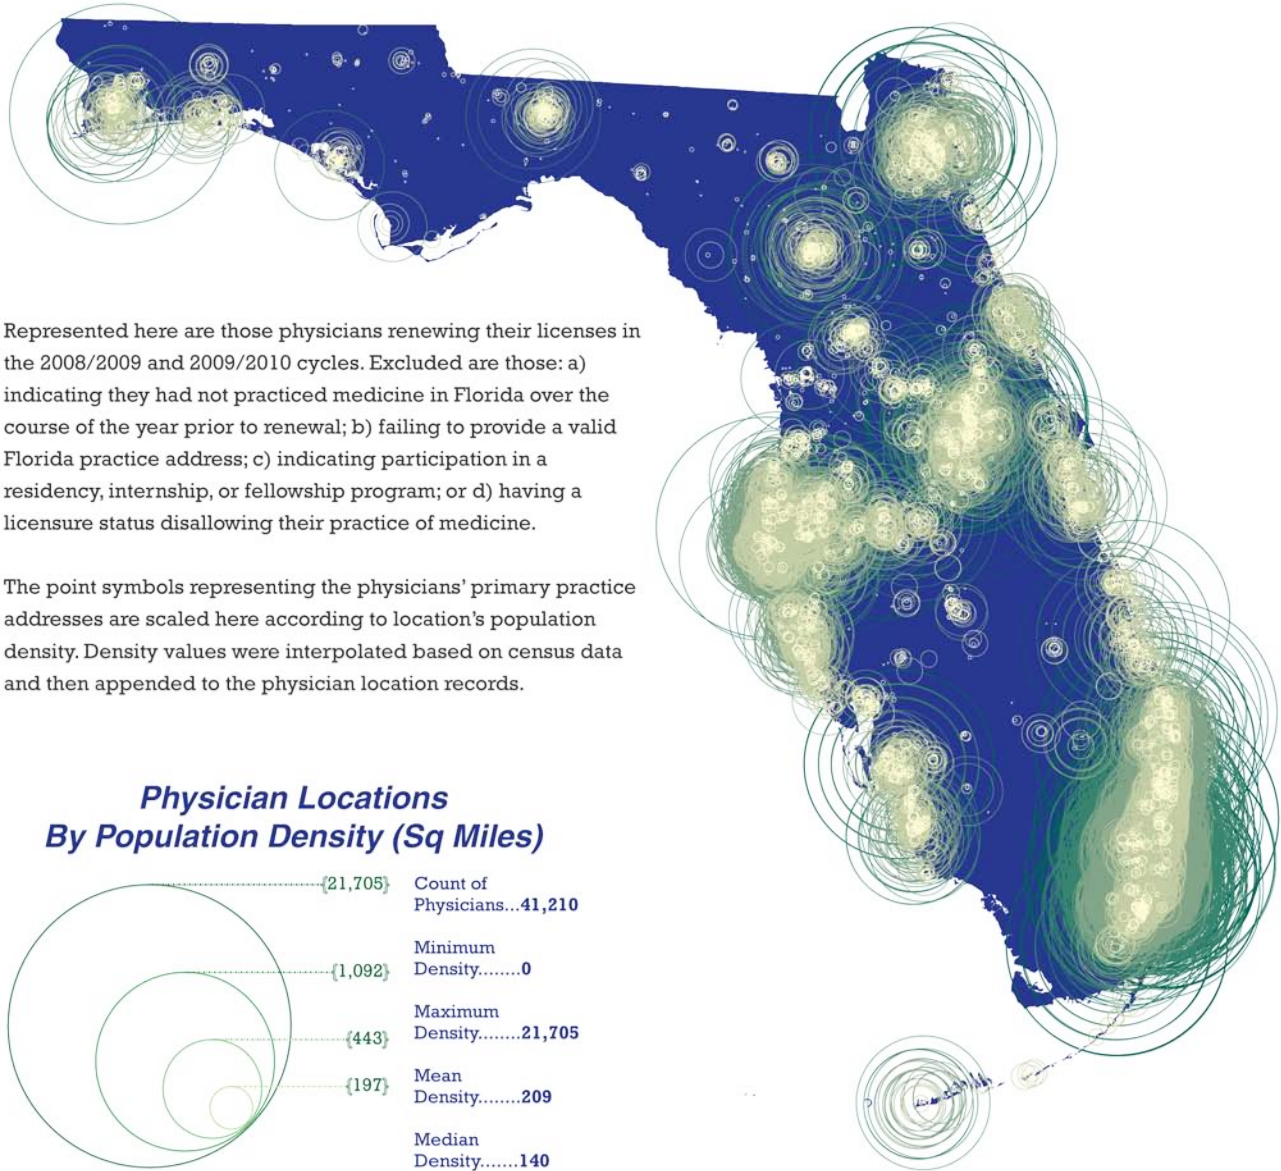 Represented here are those physicians renewing their licenses in
the 2008/2009 and 2009/2010 cycles. Excluded are those: a)
indicating they had not practiced medicine in Florida over the
course of the year prior to renewal; b) failing to provide a valid
Florida practice address; c) indicating participation in a
residency, internship, or fellowship program; or d) having a
licensure status disallowing their practice of medicine.
The point symbols representing the physicians' primary practice
addresses are scaled here according to location's population
density. Density values were interpolated based on census data
and then appended to the physician location records.
Physician Locations
By Population Density (Sq Miles)
{21,705}
{1,092}
{443}
{197}
Count of
Physicians...41,210
Minimum
Density........0
Maximum
Density........21,705
Mean
Density........209
Median
Density.......140